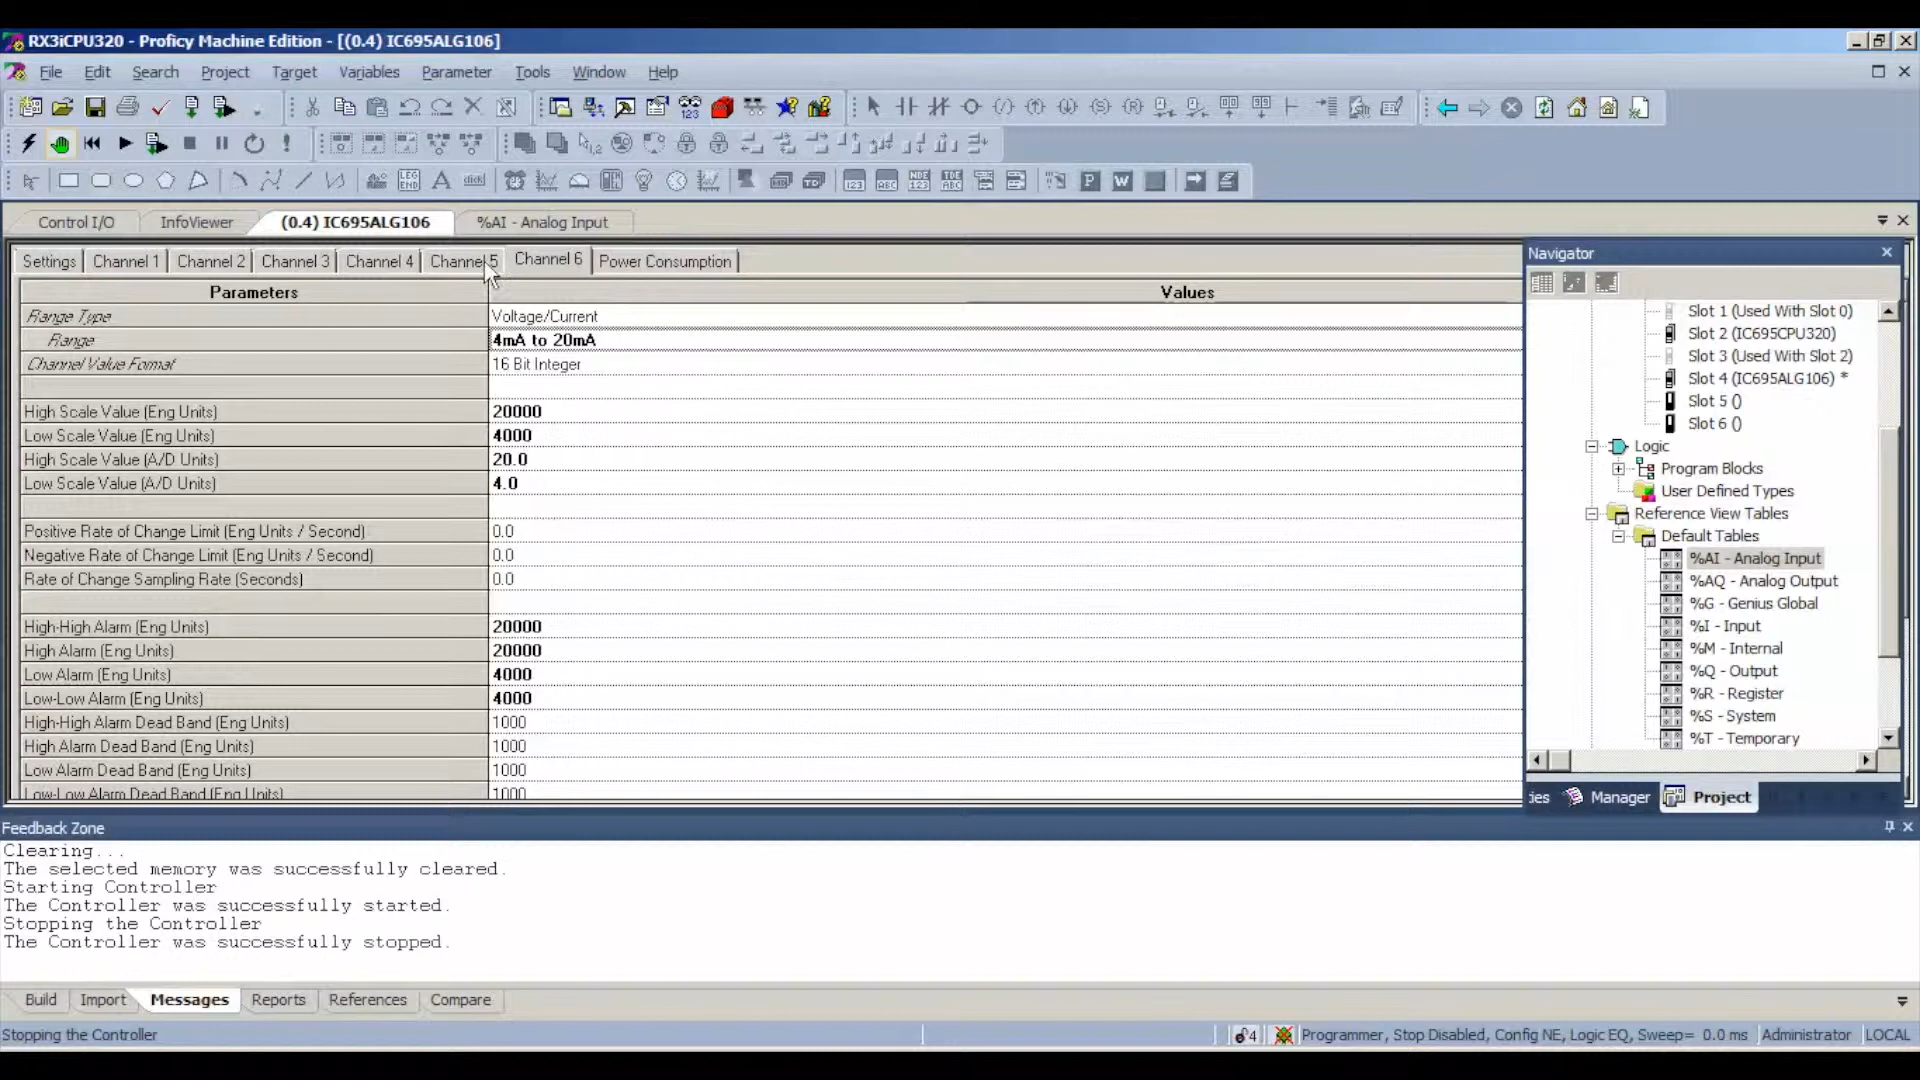 RX3iCPU320 - Proficy Machine Edition - [(0.4) IC695ALG106]
File Edit Search Project Target Variables Parameter Tools Window Help
Control I/O InfoViewer (0.4) IC695ALG106 %AI - Analog Input
Settings Channel 1 Channel 2 Channel 3 Channel 4 Channel 5 Channel 6 Power Consumption
Parameters Values
Range Type Voltage/Current
Range 4mA to 20mA
Channel Value Format 16 Bit Integer
High Scale Value (Eng Units) 20000
Low Scale Value (Eng Units) 4000
High Scale Value (A/D Units) 20.0
Low Scale Value (A/D Units) 4.0
Positive Rate of Change Limit (Eng Units / Second) 0.0
Negative Rate of Change Limit (Eng Units / Second) 0.0
Rate of Change Sampling Rate (Seconds) 0.0
High-High Alarm (Eng Units) 20000
High Alarm (Eng Units) 20000
Low Alarm (Eng Units) 4000
Low-Low Alarm (Eng Units) 4000
High-High Alarm Dead Band (Eng Units) 1000
High Alarm Dead Band (Eng Units) 1000
Low Alarm Dead Band (Eng Units) 1000
Low-Low Alarm Dead Band (Eng Units) 1000
Navigator
Slot 1 (Used With Slot 0)
Slot 2 (IC695CPU320)
Slot 3 (Used With Slot 2)
Slot 4 (IC695ALG106) *
Slot 5 ()
Slot 6 ()
Logic
Program Blocks
User Defined Types
Reference View Tables
Default Tables
%AI - Analog Input
%AQ - Analog Output
%G - Genius Global
%I - Input
%M - Internal
%Q - Output
%R - Register
%S - System
%T - Temporary
ies Manager Project
Feedback Zone
Clearing...
The selected memory was successfully cleared.
Starting Controller
The Controller was successfully started.
Stopping the Controller
The Controller was successfully stopped.
Build Import Messages Reports References Compare
Stopping the Controller 4 Programmer, Stop Disabled, Config NE, Logic EQ, Sweep= 0.0 ms Administrator LOCAL